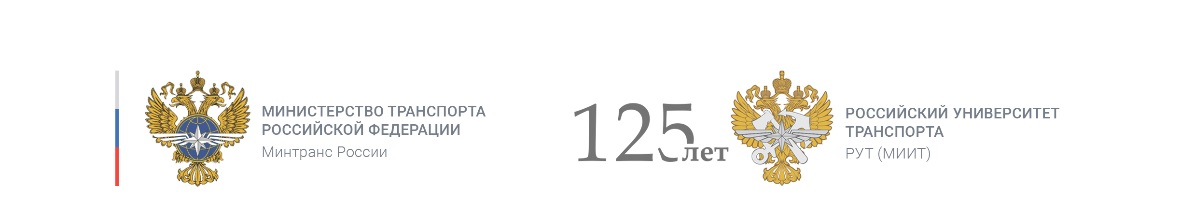 МИНИСТЕРСТВО ТРАНСПОРТА
РОССИЙСКОЙ ФЕДЕРАЦИИ
Минтранс России
125лет
РОССИЙСКИЙ УНИВЕРСИТЕТ
ТРАНСПОРТА
РУТ (МИИТ)